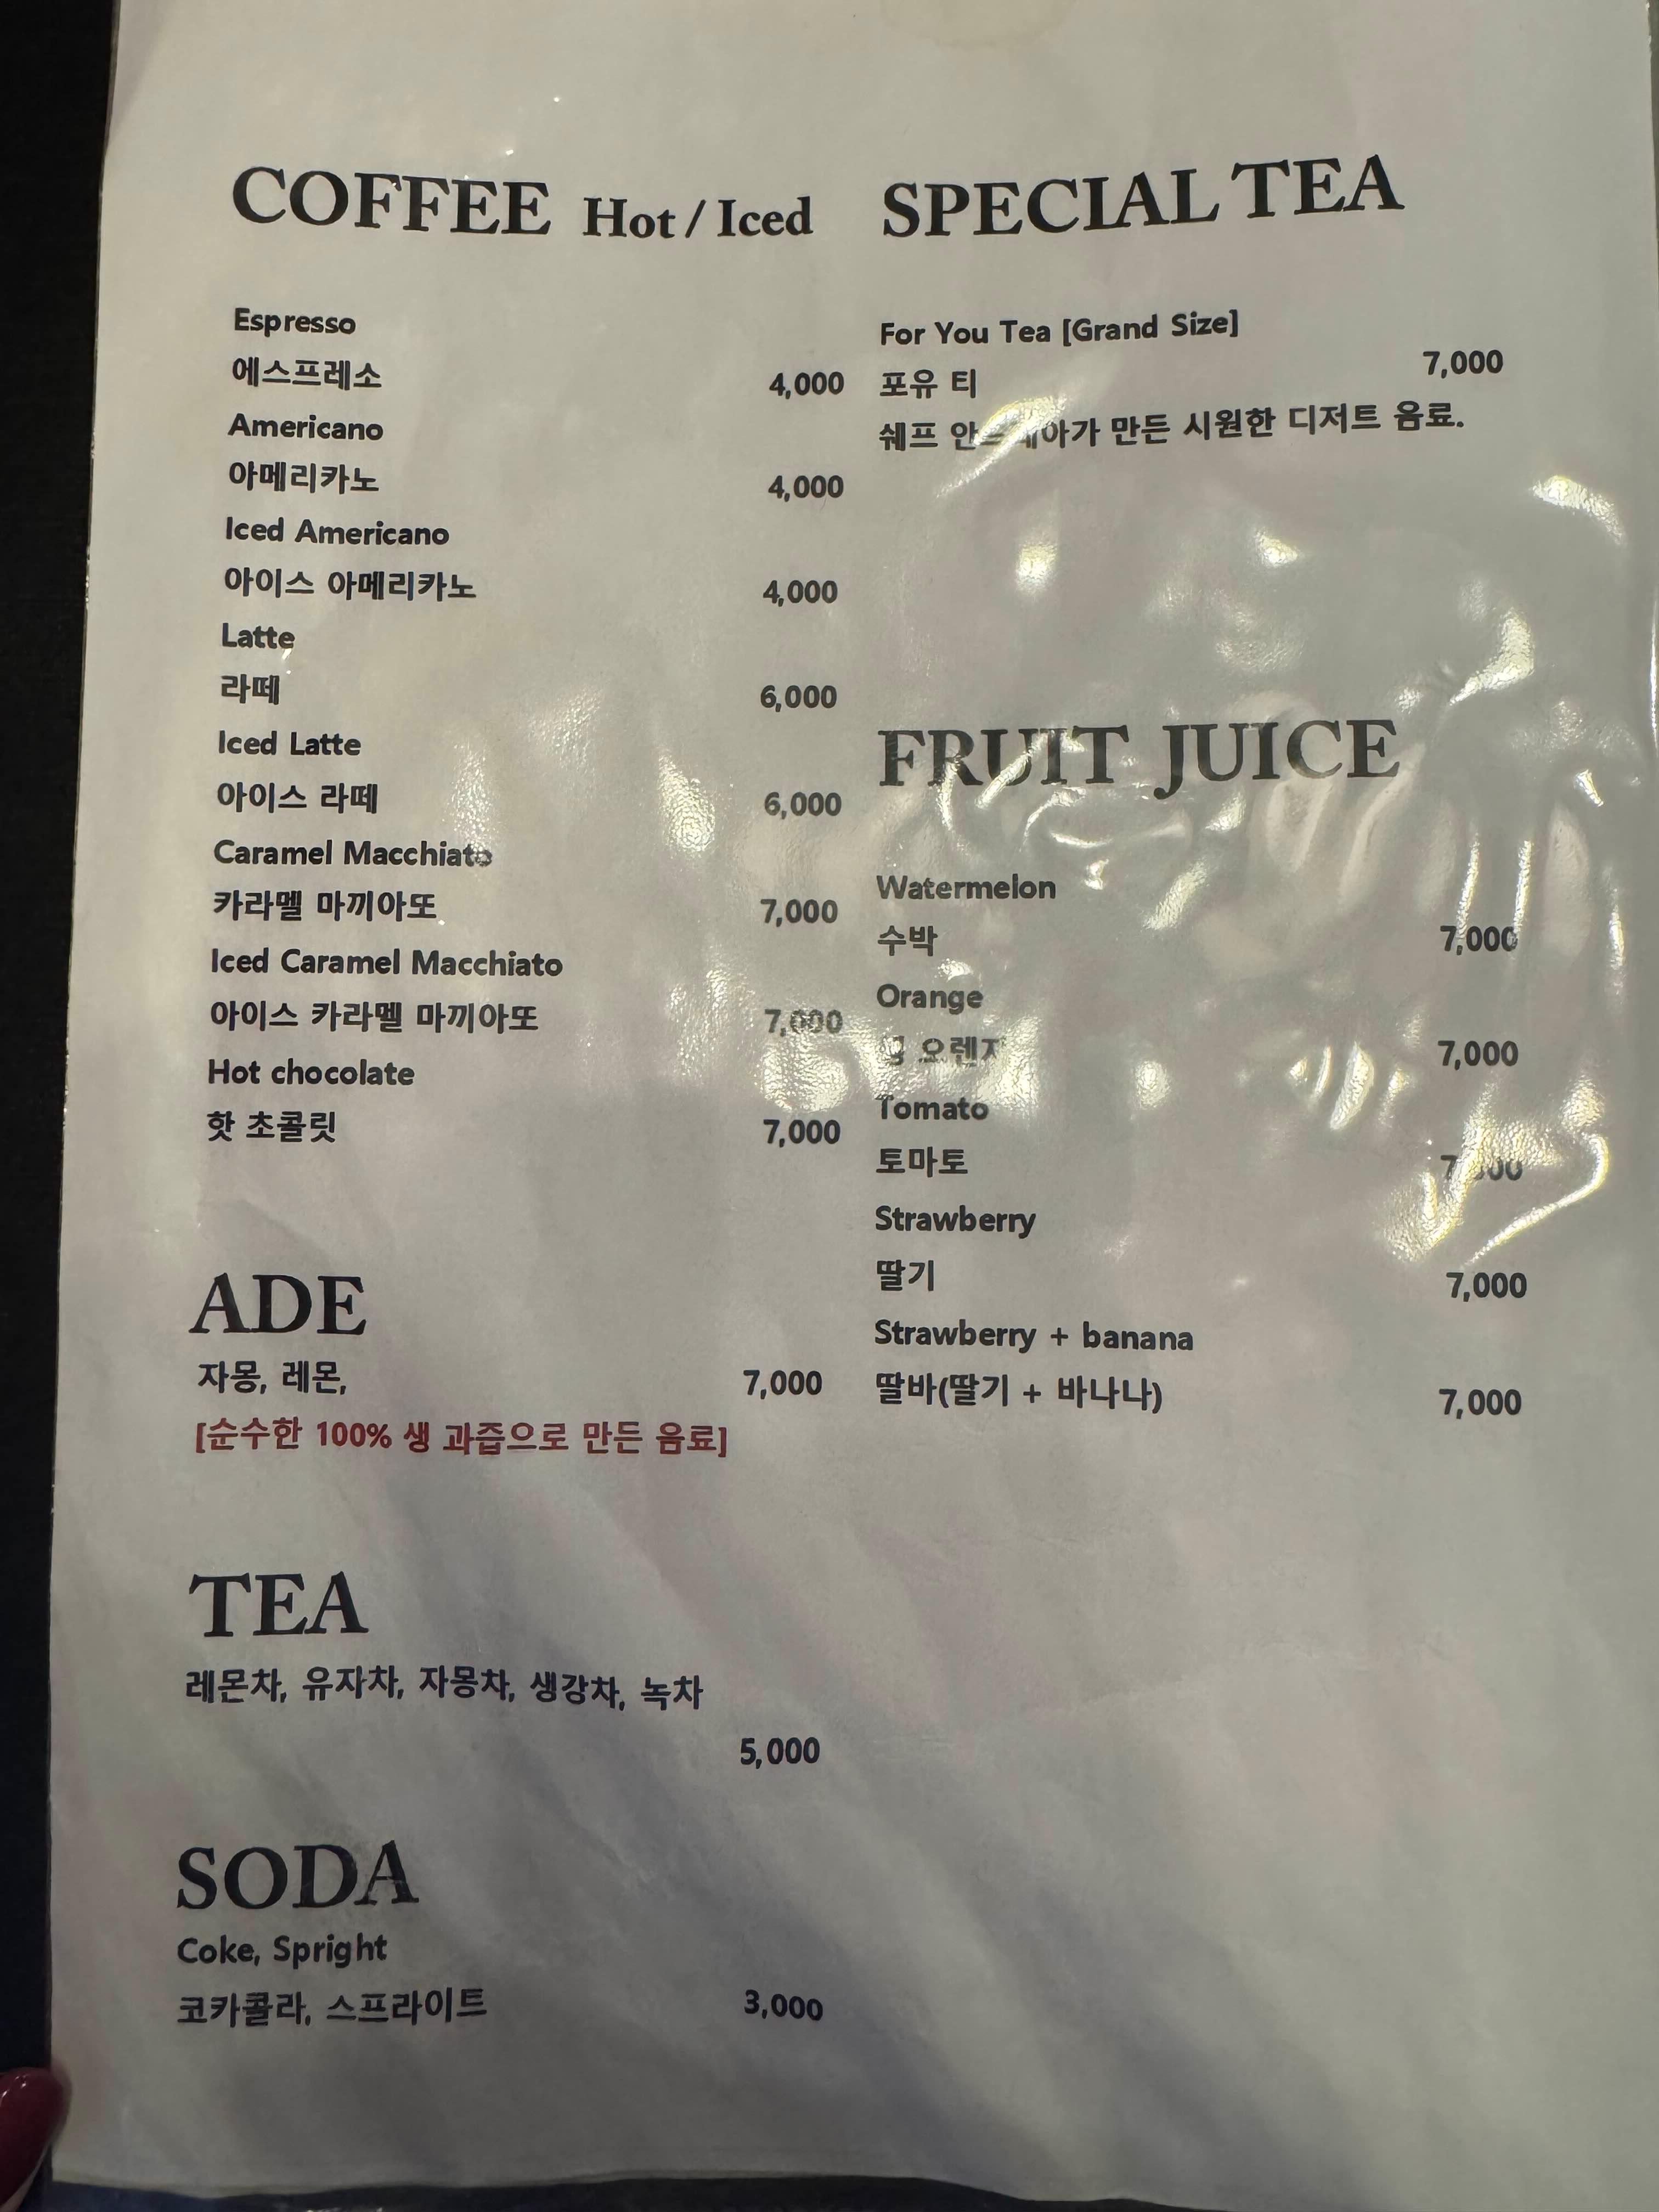 COFFEE Hot / Iced
Espresso
에스프레소 4,000
Americano
아메리카노 4,000
Iced Americano
아이스 아메리카노 4,000
Latte
라떼 6,000
Iced Latte
아이스 라떼 6,000
Caramel Macchiato
카라멜 마끼아또 7,000
Iced Caramel Macchiato
아이스 카라멜 마끼아또 7,000
Hot chocolate
핫 초콜릿 7,000
ADE
자몽, 레몬, 7,000
[순수한 100% 생 과즙으로 만든 음료]
TEA
레몬차, 유자차, 자몽차, 생강차, 녹차
5,000
SODA
Coke, Spright
코카콜라, 스프라이트 3,000
SPECIAL TEA
For You Tea [Grand Size]
7,000
포유 티
쉐프 만든 시원한 디저트 음료.
FRUIT JUICE
Watermelon
수박 7,000
Orange
오렌지 7,000
Tomato
토마토
Strawberry
딸기 7,000
Strawberry + banana
딸바(딸기 + 바나나) 7,000